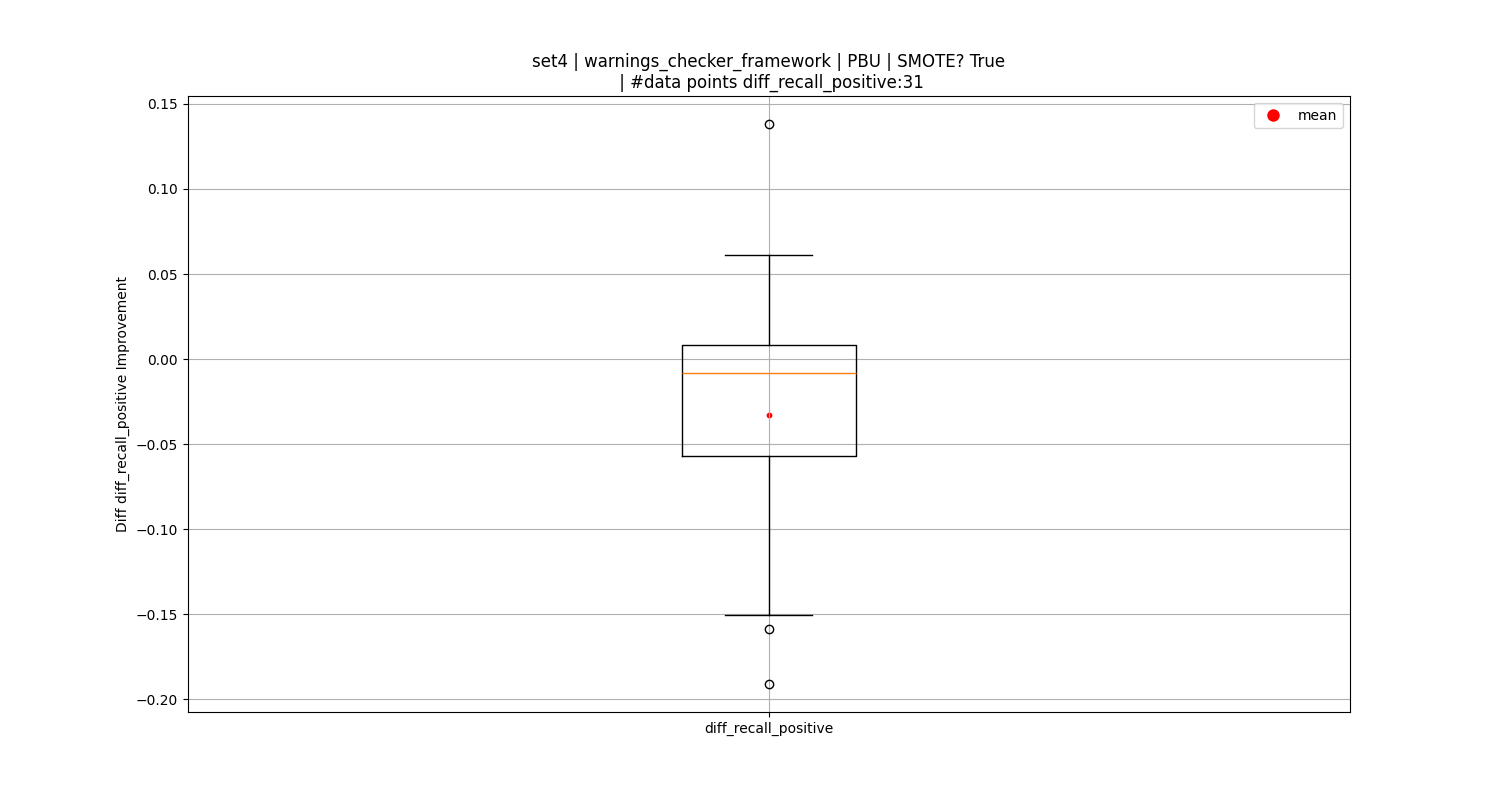 set4 | warnings_checker_framework | PBU | SMOTE? True
| #data points diff_recall_positive:31
mean
Diff diff_recall_positive Improvement
0.15
0.10
0.05
0.00
−0.05
−0.10
−0.15
−0.20
diff_recall_positive